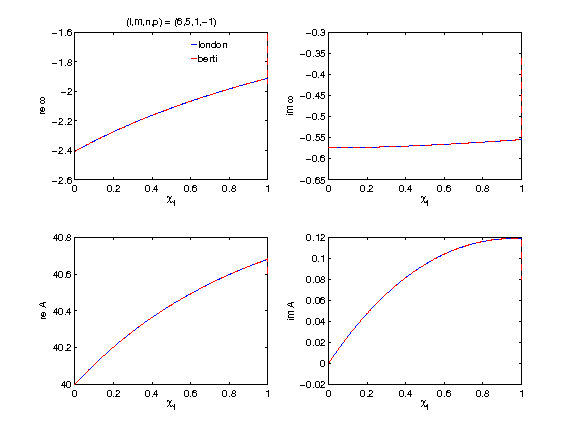 (l,m,n,p) = (6,5,1,−1)
−1.6
−1.8
−2
−2.2
−2.4
−2.6
re ω
0 0.2 0.4 0.6 0.8 1
χf
london
berti
−0.3
−0.35
−0.4
−0.45
−0.5
−0.55
−0.6
−0.65
im ω
0 0.2 0.4 0.6 0.8 1
χf
40.8
40.6
40.4
40.2
40
re A
0 0.2 0.4 0.6 0.8 1
χf
0.12
0.1
0.08
0.06
0.04
0.02
0
−0.02
im A
0 0.2 0.4 0.6 0.8 1
χf